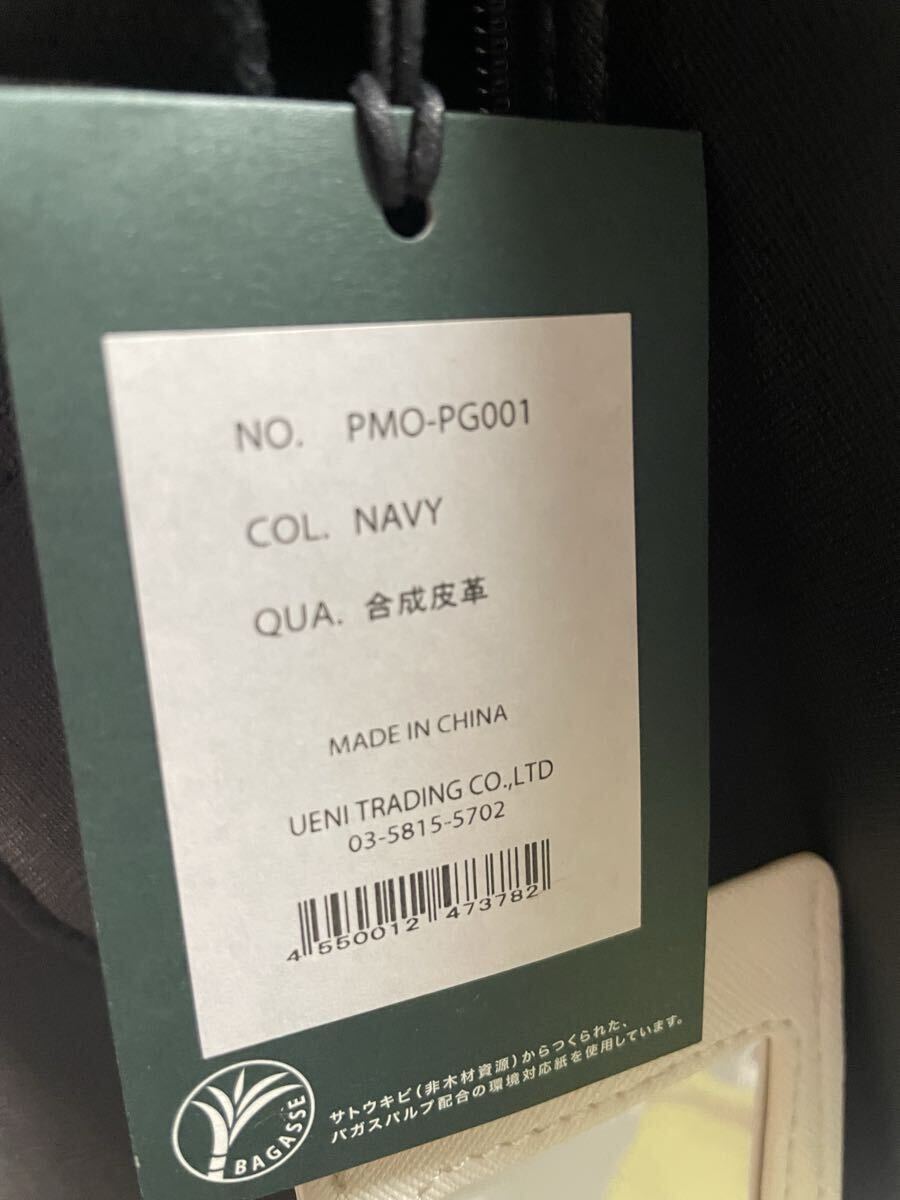 NO. PMO-PG001
COL. NAVY
QUA. 合成皮革
MADE IN CHINA
UENI TRADING CO.,LTD
03-5815-5702
4 550012 473782
サトウキビ(非木材資源)からつくられた、
バガスパルプ配合の環境対応紙を使用しています。
BAGASSE